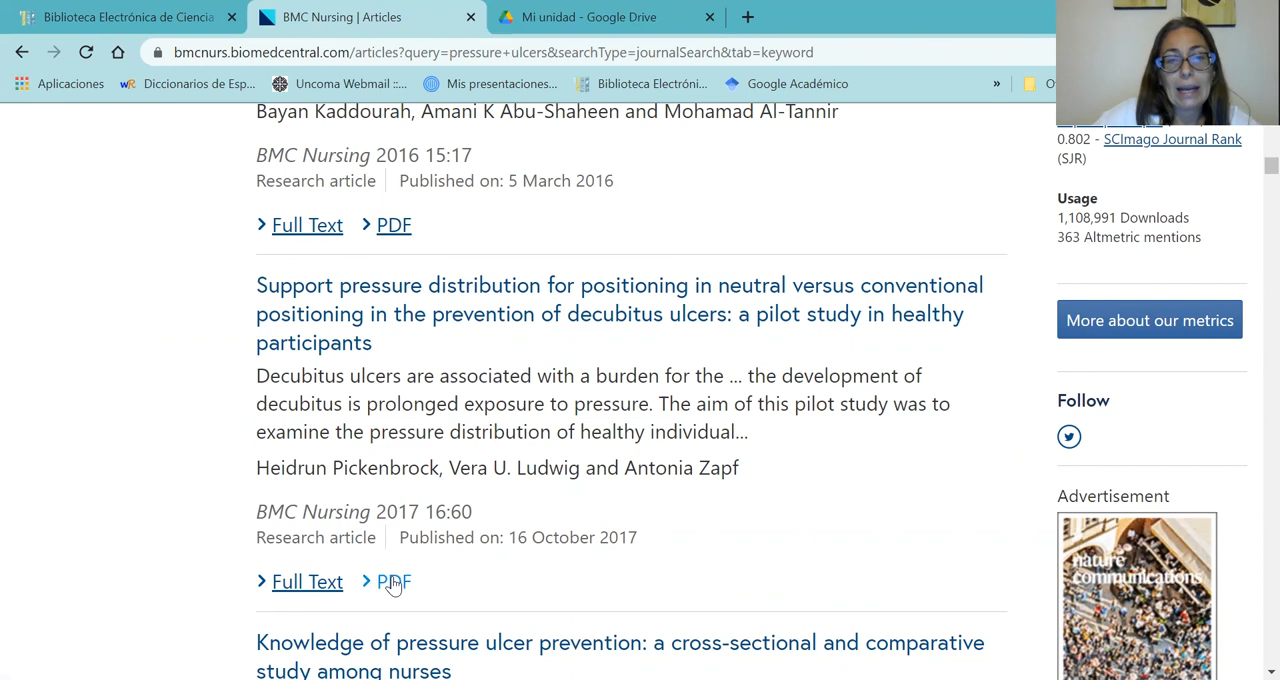 Biblioteca Electrónica de Ciencia
BMC Nursing | Articles
Mi unidad - Google Drive
bmcnurs.biomedcentral.com/articles?query=pressure+ulcers&searchType=journalSearch&tab=keyword
Aplicaciones
wR Diccionarios de Esp...
Uncoma Webmail ::...
Mis presentaciones...
Biblioteca Electróni...
Google Académico
»
Bayan Kaddourah, Amani K Abu-Shaheen and Mohamad Al-Tannir
BMC Nursing 2016 15:17
Research article Published on: 5 March 2016
Full Text PDF
Support pressure distribution for positioning in neutral versus conventional
positioning in the prevention of decubitus ulcers: a pilot study in healthy
participants
Decubitus ulcers are associated with a burden for the ... the development of
decubitus is prolonged exposure to pressure. The aim of this pilot study was to
examine the pressure distribution of healthy individual...
Heidrun Pickenbrock, Vera U. Ludwig and Antonia Zapf
BMC Nursing 2017 16:60
Research article Published on: 16 October 2017
Full Text PDF
Knowledge of pressure ulcer prevention: a cross-sectional and comparative
study among nurses
0.802 - SCImago Journal Rank
(SJR)
Usage
1,108,991 Downloads
363 Altmetric mentions
More about our metrics
Follow
Advertisement
nature
communications